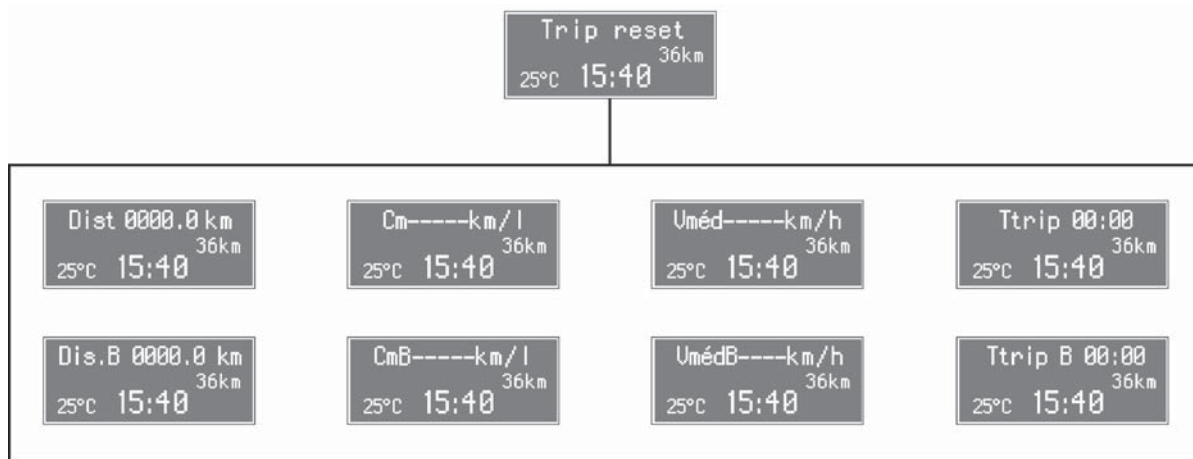 Trip reset
36km
25°C 15:40
Dist 0000.0 km
36km
25°C 15:40
Cm-----km/l
36km
25°C 15:40
Vméd-----km/h
36km
25°C 15:40
Ttrip 00:00
36km
25°C 15:40
Dis.B 0000.0 km
36km
25°C 15:40
CmB-----km/l
36km
25°C 15:40
VmédB----km/h
36km
25°C 15:40
Ttrip B 00:00
36km
25°C 15:40